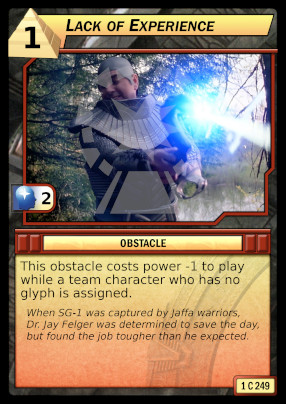 1
LACK OF EXPERIENCE
2
OBSTACLE
This obstacle costs power -1 to play
while a team character who has no
glyph is assigned.
When SG-1 was captured by Jaffa warriors,
Dr. Jay Felger was determined to save the day,
but found the job tougher than he expected.
1 C 249